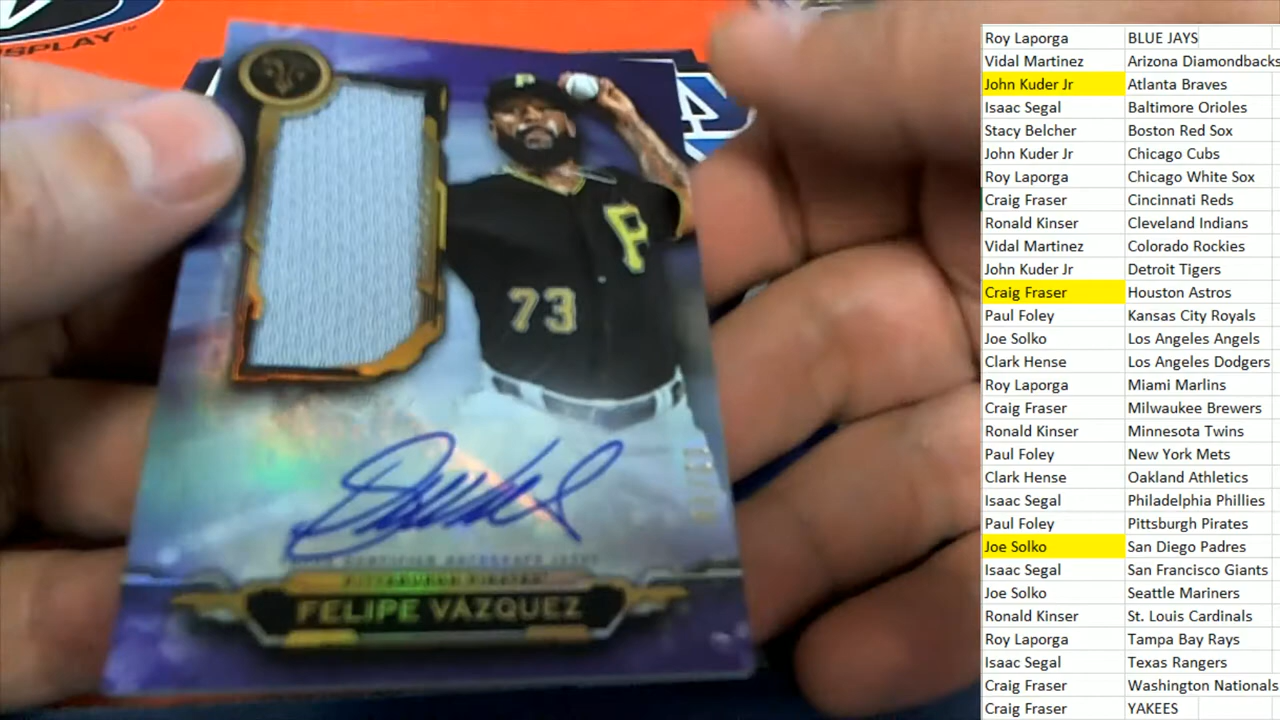 SPLAY™
P
P
73
PITTSBURGH PIRATES
FELIPE VÁZQUEZ
Roy Laporga BLUE JAYS
Vidal Martinez Arizona Diamondbacks
John Kuder Jr Atlanta Braves
Isaac Segal Baltimore Orioles
Stacy Belcher Boston Red Sox
John Kuder Jr Chicago Cubs
Roy Laporga Chicago White Sox
Craig Fraser Cincinnati Reds
Ronald Kinser Cleveland Indians
Vidal Martinez Colorado Rockies
John Kuder Jr Detroit Tigers
Craig Fraser Houston Astros
Paul Foley Kansas City Royals
Joe Solko Los Angeles Angels
Clark Hense Los Angeles Dodgers
Roy Laporga Miami Marlins
Craig Fraser Milwaukee Brewers
Ronald Kinser Minnesota Twins
Paul Foley New York Mets
Clark Hense Oakland Athletics
Isaac Segal Philadelphia Phillies
Paul Foley Pittsburgh Pirates
Joe Solko San Diego Padres
Isaac Segal San Francisco Giants
Joe Solko Seattle Mariners
Ronald Kinser St. Louis Cardinals
Roy Laporga Tampa Bay Rays
Isaac Segal Texas Rangers
Craig Fraser Washington Nationals
Craig Fraser YAKEES